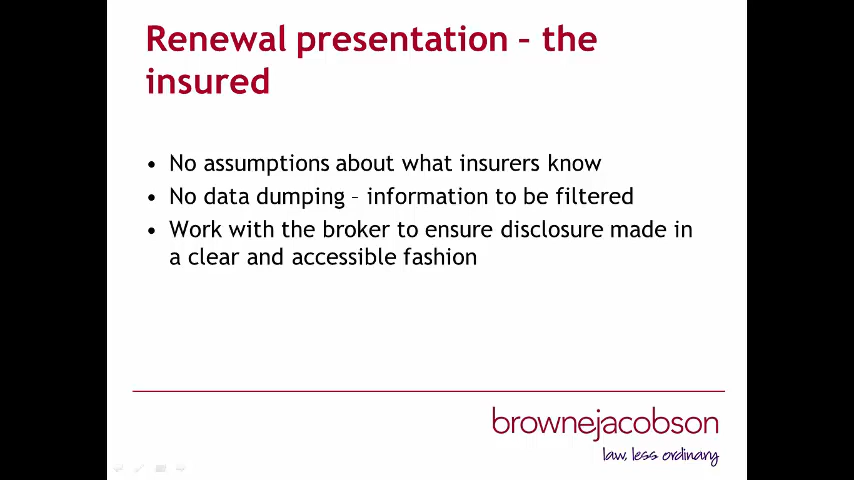 Renewal presentation – the
insured
• No assumptions about what insurers know
• No data dumping – information to be filtered
• Work with the broker to ensure disclosure made in
a clear and accessible fashion
brownejacobson
law, less ordinary